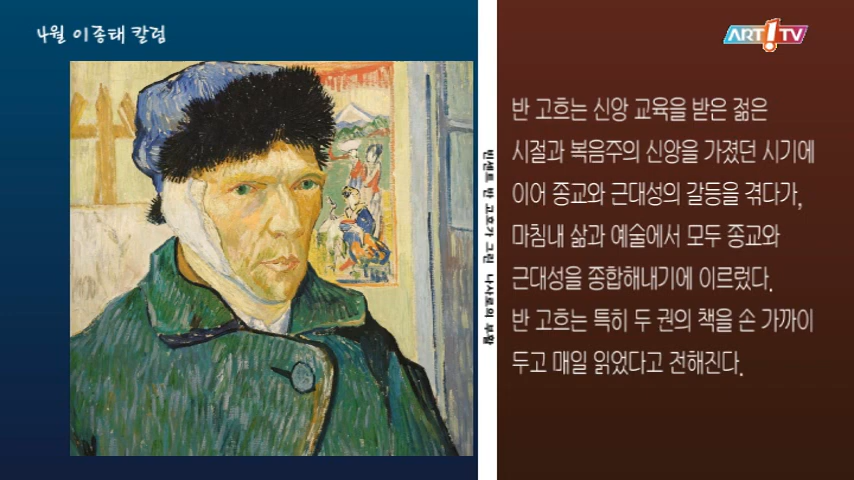 4월 이종태 칼럼
ART!TV
빈센트 반 고흐가 그린 나사로의 부활
반 고흐는 신앙 교육을 받은 젊은
시절과 복음주의 신앙을 가졌던 시기에
이어 종교와 근대성의 갈등을 겪다가,
마침내 삶과 예술에서 모두 종교와
근대성을 종합해내기에 이르렀다.
반 고흐는 특히 두 권의 책을 손 가까이
두고 매일 읽었다고 전해진다.